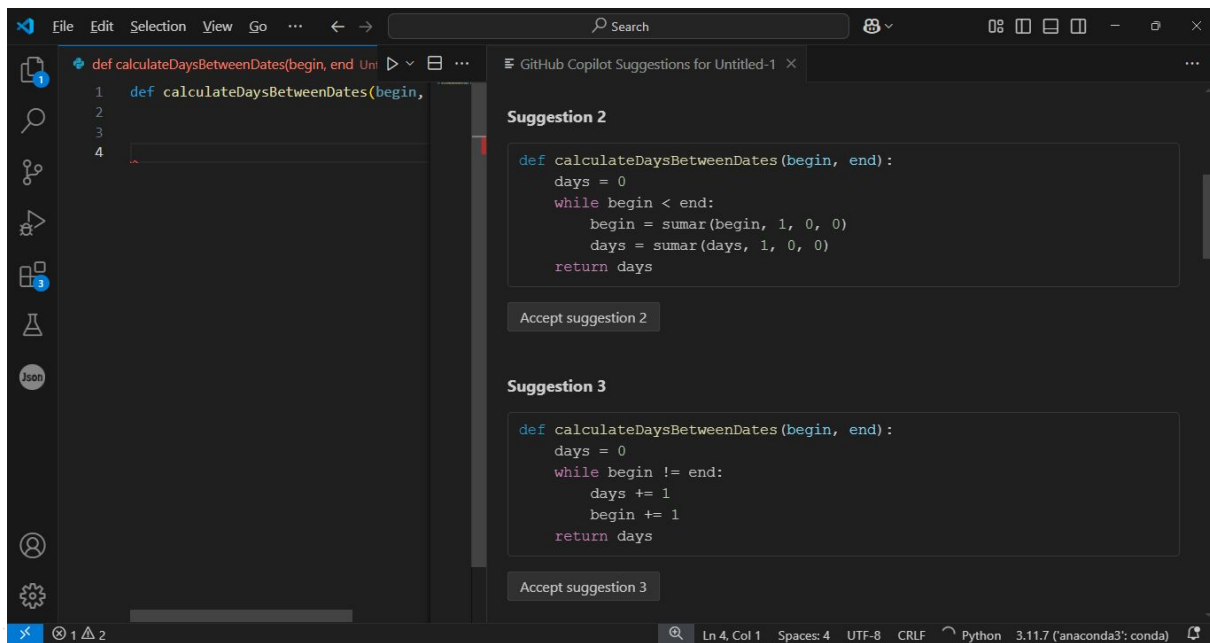 File Edit Selection View Go ... Search
def calculateDaysBetweenDates(begin, end
GitHub Copilot Suggestions for Untitled-1
1
1 def calculateDaysBetweenDates(begin,
2
3
4
Suggestion 2
def calculateDaysBetweenDates(begin, end):
days = 0
while begin < end:
begin = sumar(begin, 1, 0, 0)
days = sumar(days, 1, 0, 0)
return days
3
Accept suggestion 2
Json
Suggestion 3
def calculateDaysBetweenDates(begin, end):
days = 0
while begin != end:
days += 1
begin += 1
return days
Accept suggestion 3
1 2 Ln 4, Col 1 Spaces: 4 UTF-8 CRLF Python 3.11.7 ('anaconda3': conda)